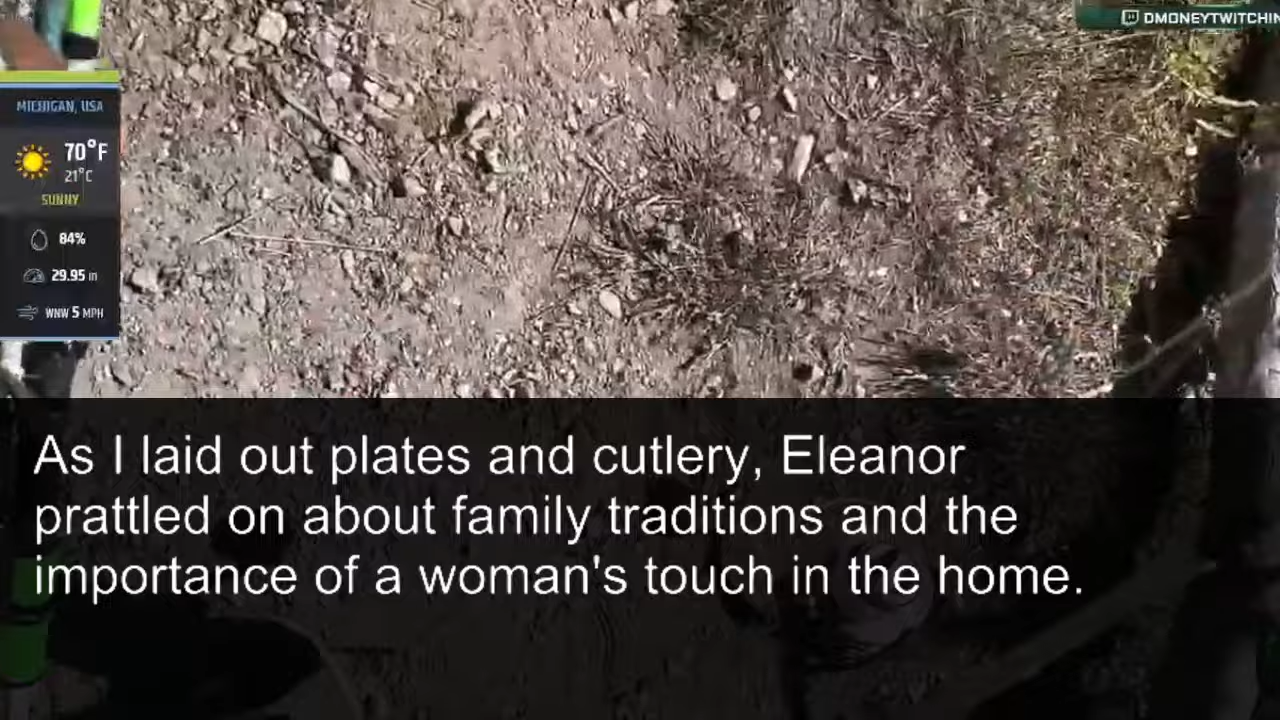 DMONEYTWITCHIN
MICHIGAN, USA
70°F
21°C
SUNNY
84%
29.95 in
WNW 5 MPH
As I laid out plates and cutlery, Eleanor
prattled on about family traditions and the
importance of a woman's touch in the home.